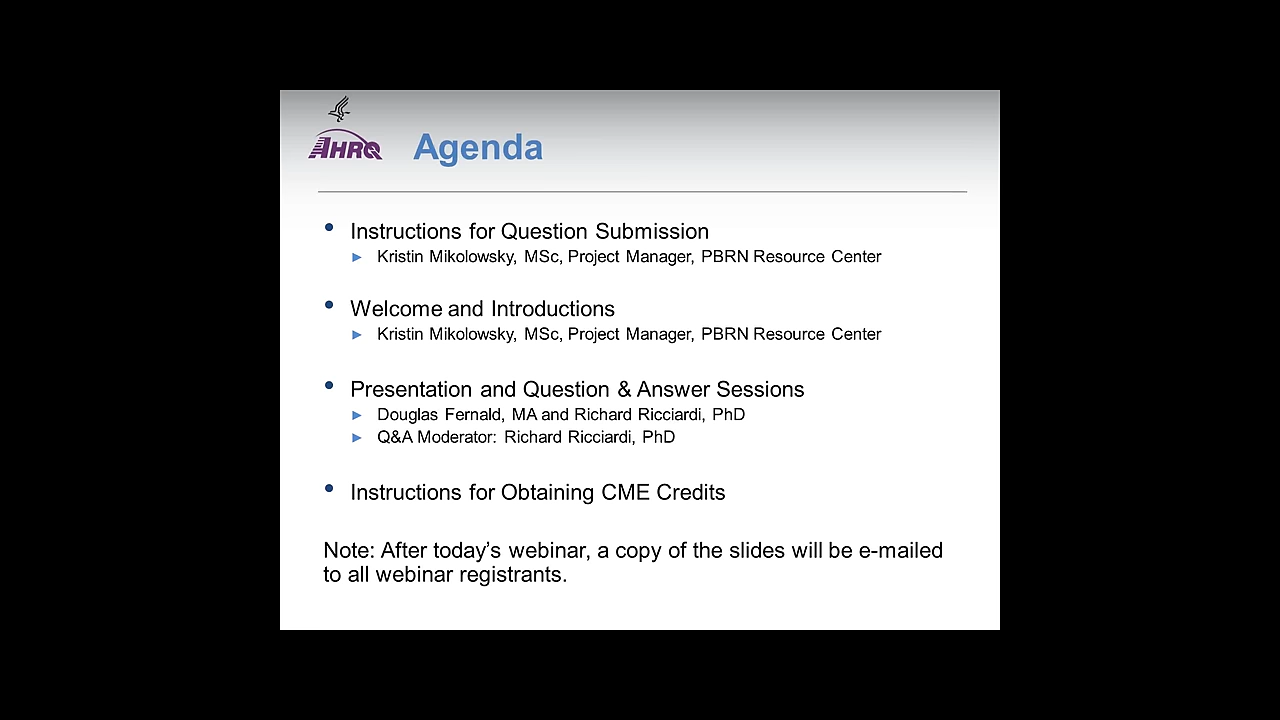 AHRQ
Agenda
• Instructions for Question Submission
► Kristin Mikolowsky, MSc, Project Manager, PBRN Resource Center
• Welcome and Introductions
► Kristin Mikolowsky, MSc, Project Manager, PBRN Resource Center
• Presentation and Question & Answer Sessions
► Douglas Fernald, MA and Richard Ricciardi, PhD
► Q&A Moderator: Richard Ricciardi, PhD
• Instructions for Obtaining CME Credits
Note: After today’s webinar, a copy of the slides will be e-mailed
to all webinar registrants.